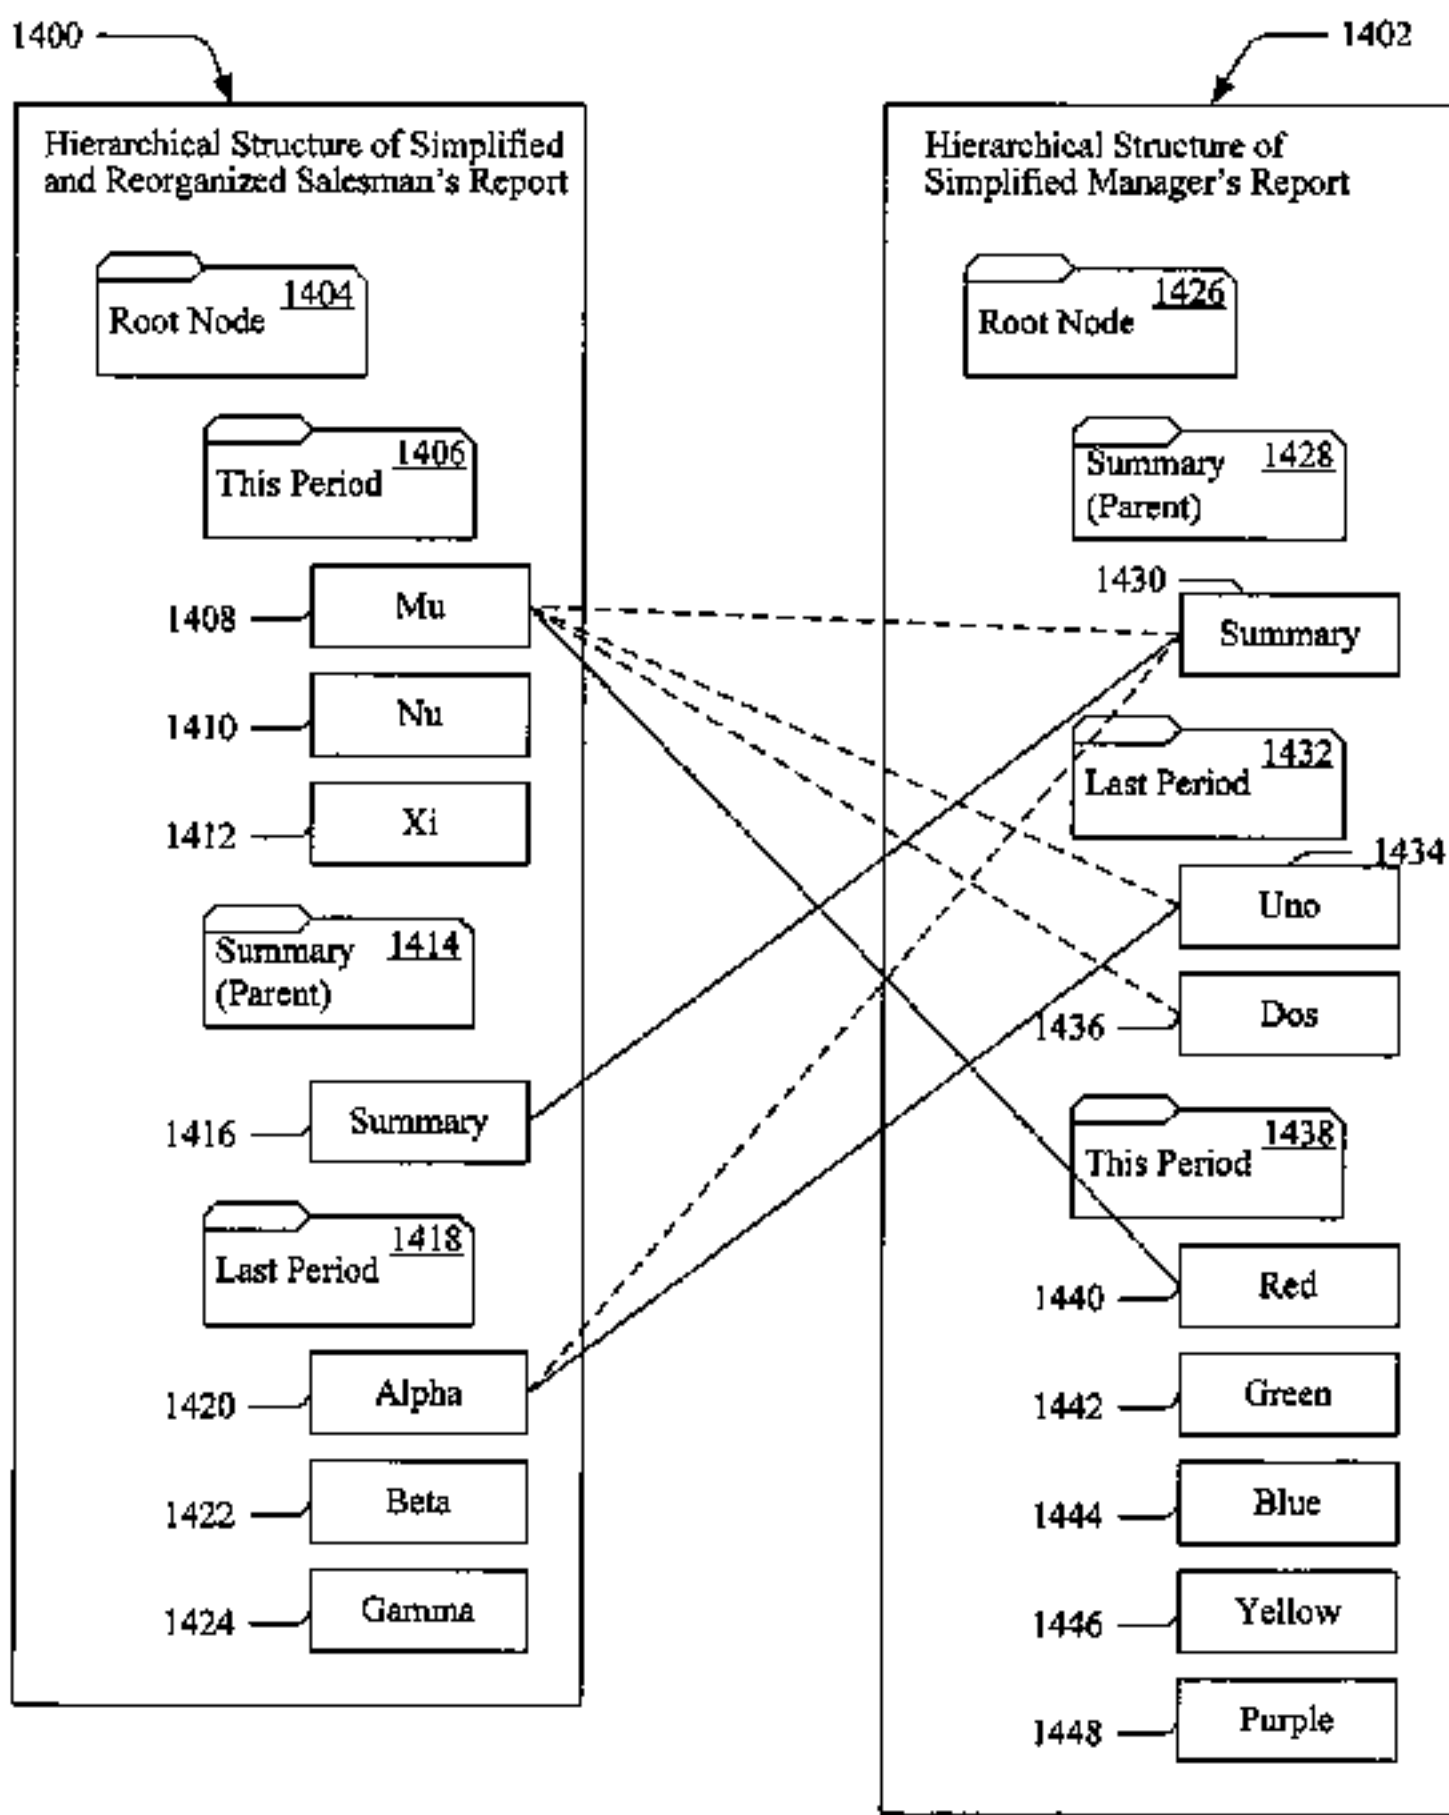 1400
Hierarchical Structure of Simplified
and Reorganized Salesman's Report
1404
Root Node
1406
This Period
1408
Mu
1410
Nu
1412
Xi
1414
Summary
(Parent)
1416
Summary
1418
Last Period
1420
Alpha
1422
Beta
1424
Gamma
1402
Hierarchical Structure of
Simplified Manager's Report
1426
Root Node
1428
Summary
(Parent)
1430
Summary
1432
Last Period
1434
Uno
1436
Dos
1438
This Period
1440
Red
1442
Green
1444
Blue
1446
Yellow
1448
Purple